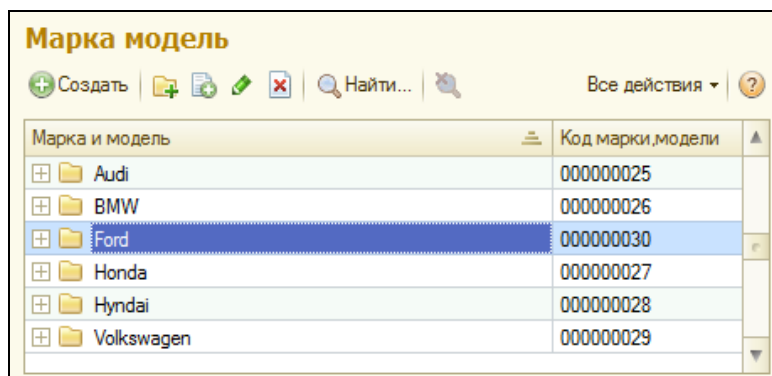 Марка модель
Создать Найти... Все действия ?
Марка и модель Код марки,модели
Audi 000000025
BMW 000000026
Ford 000000030
Honda 000000027
Hyndai 000000028
Volkswagen 000000029